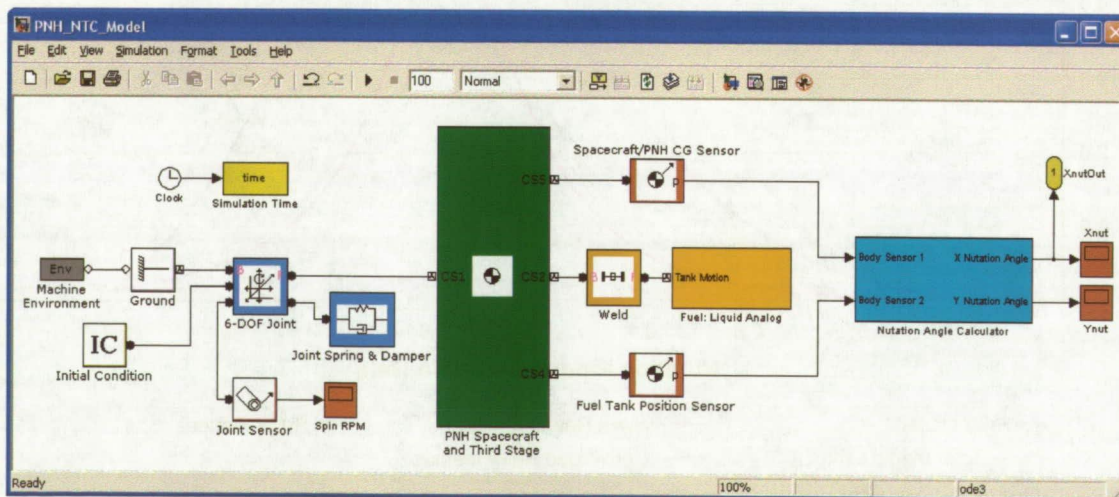 PNH_NTC_Model
File Edit View Simulation Format Tools Help
100 Normal
Clock
time
Simulation Time
Env
Machine Environment
Ground
B F
6-DOF Joint
IC
Initial Condition
Joint Spring & Damper
Joint Sensor
Spin RPM
CS1
CS5
CS2
CS4
PNH Spacecraft
and Third Stage
Spacecraft/PNH CG Sensor
p
B F
Weld
Tank Motion
Fuel: Liquid Analog
p
Fuel Tank Position Sensor
Body Sensor 1 X Nutation Angle
Body Sensor 2 Y Nutation Angle
Nutation Angle Calculator
1
XnutOut
Xnut
Ynut
Ready 100% ode3